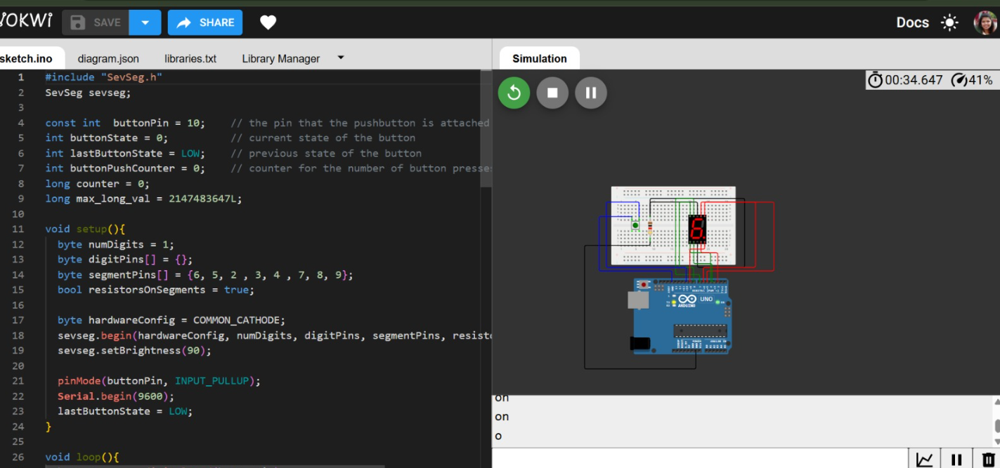 WOKWi SAVE SHARE Docs
sketch.ino diagram.json libraries.txt Library Manager
Simulation
00:34.647 41%
1 #include "SevSeg.h"
2 SevSeg sevseg;
3
4 const int  buttonPin = 10;    // the pin that the pushbutton is attached
5 int buttonState = 0;          // current state of the button
6 int lastButtonState = LOW;    // previous state of the button
7 int buttonPushCounter = 0;    // counter for the number of button presse
8 long counter = 0;
9 long max_long_val = 2147483647L;
10
11 void setup(){
12   byte numDigits = 1;
13   byte digitPins[] = {};
14   byte segmentPins[] = {6, 5, 2 , 3, 4 , 7, 8, 9};
15   bool resistorsOnSegments = true;
16
17   byte hardwareConfig = COMMON_CATHODE;
18   sevseg.begin(hardwareConfig, numDigits, digitPins, segmentPins, resist
19   sevseg.setBrightness(90);
20
21   pinMode(buttonPin, INPUT_PULLUP);
22   Serial.begin(9600);
23   lastButtonState = LOW;
24 }
25
26 void loop(){
6.
UNO
ARDUINO
on
on
o